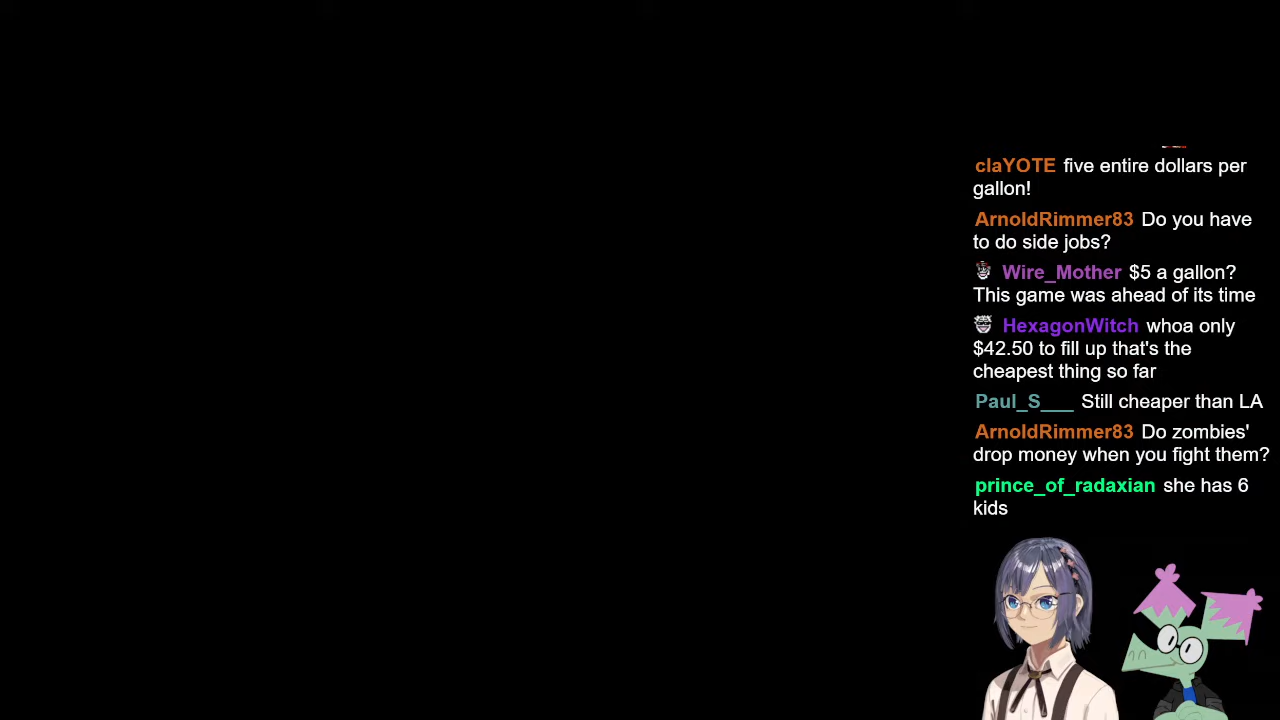 claYOTE five entire dollars per
gallon!
ArnoldRimmer83 Do you have
to do side jobs?
Wire_Mother $5 a gallon?
This game was ahead of its time
HexagonWitch whoa only
$42.50 to fill up that's the
cheapest thing so far
Paul_S___ Still cheaper than LA
ArnoldRimmer83 Do zombies'
drop money when you fight them?
prince_of_radaxian she has 6
kids